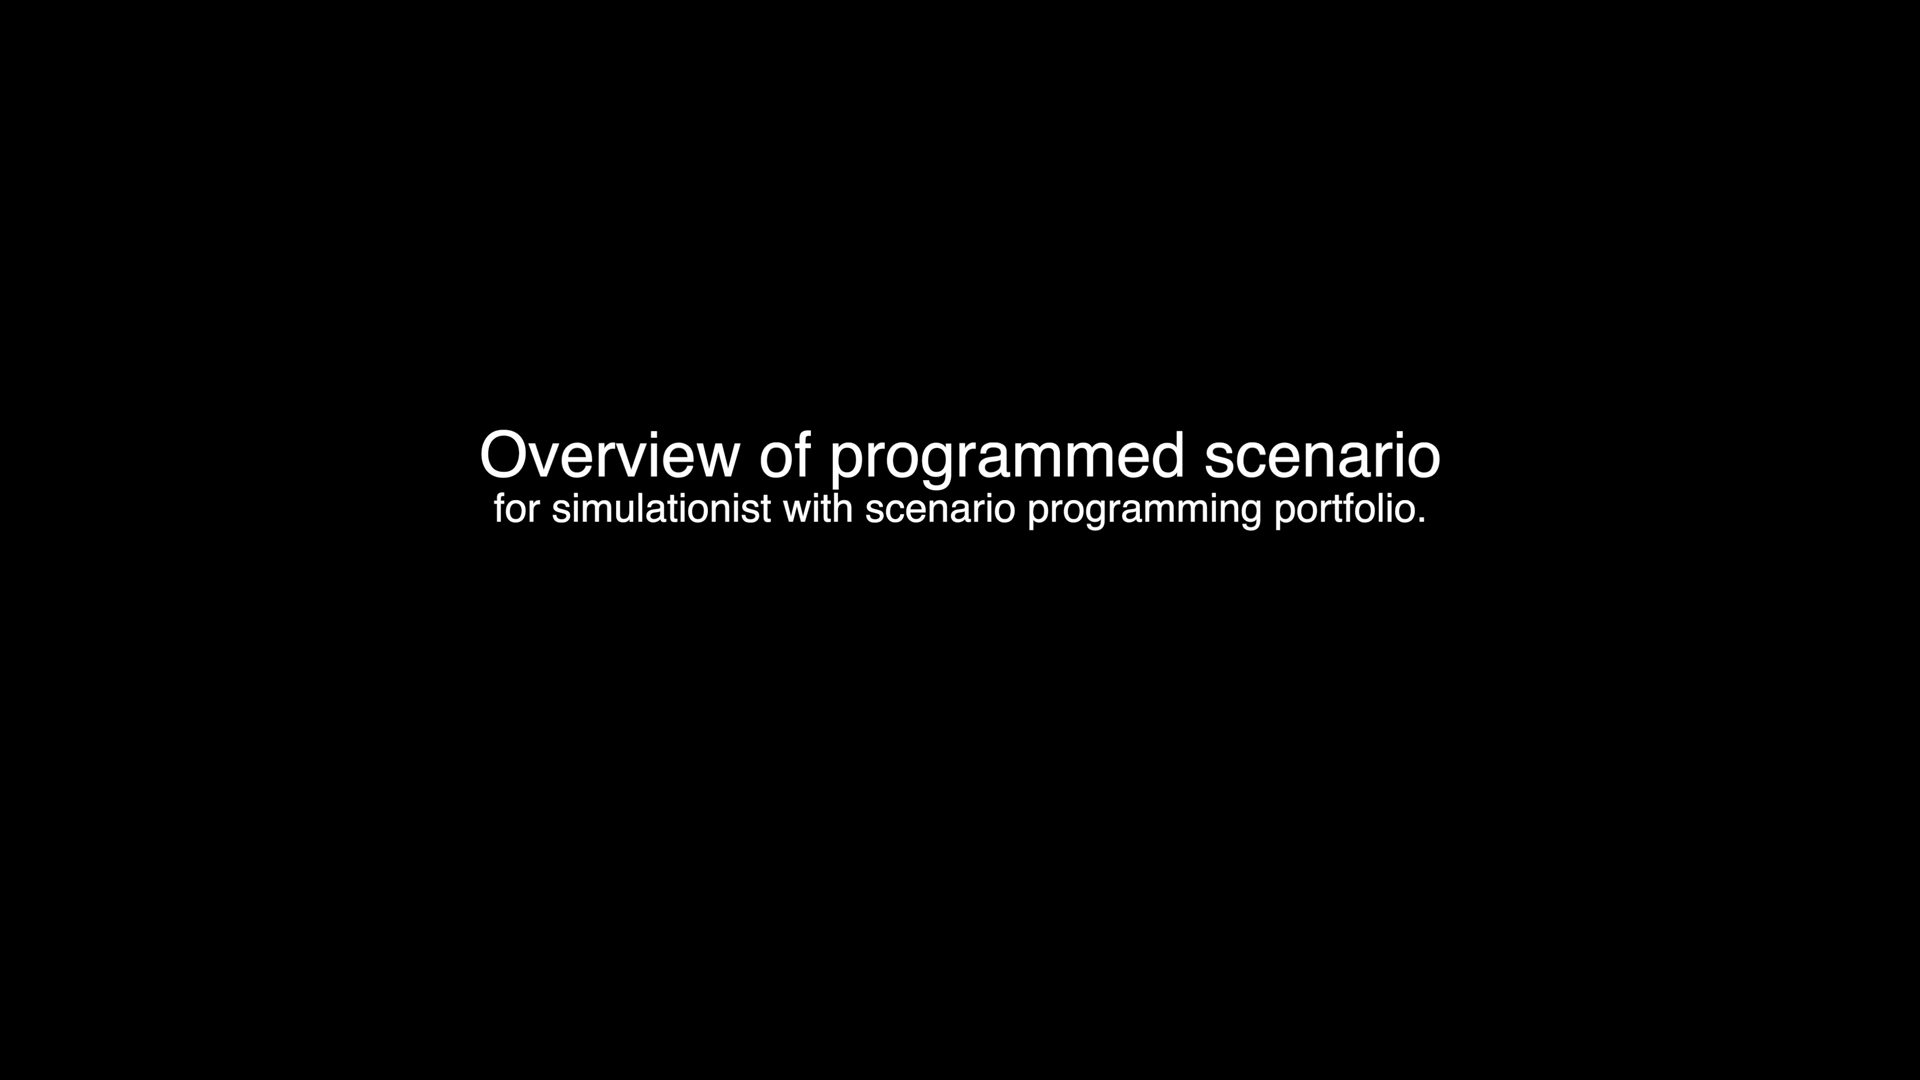 Overview of programmed scenario
for simulationist with scenario programming portfolio.